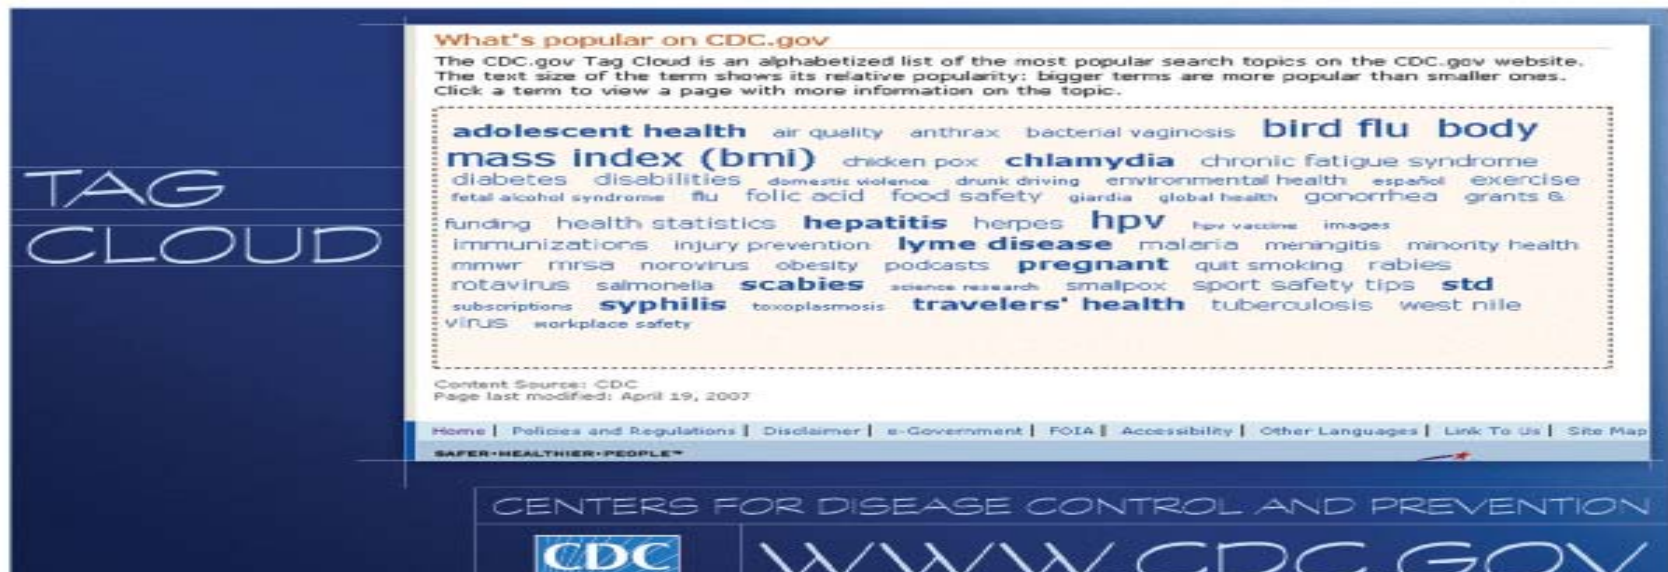 TAG
CLOUD
What's popular on CDC.gov
The CDC.gov Tag Cloud is an alphabetized list of the most popular search topics on the CDC.gov website.
The text size of the term shows its relative popularity: bigger terms are more popular than smaller ones.
Click a term to view a page with more information on the topic.
adolescent health air quality anthrax bacterial vaginosis bird flu body
mass index (bmi) chicken pox chlamydia chronic fatigue syndrome
diabetes disabilities domestic violence drunk driving environmental health español exercise
fetal alcohol syndrome flu folic acid food safety giardia global health gonorrhea grants &
funding health statistics hepatitis herpes hpv hpv vaccine images
immunizations injury prevention lyme disease malaria meningitis minority health
mmwr mrsa norovirus obesity podcasts pregnant quit smoking rabies
rotavirus salmonella scabies science research smallpox sport safety tips std
subscriptions syphilis toxoplasmosis travelers' health tuberculosis west nile
virus workplace safety
Content Source: CDC
Page last modified: April 19, 2007
Home | Policies and Regulations | Disclaimer | e-Government | FOIA | Accessibility | Other Languages | Link To Us | Site Map
SAFER·HEALTHIER·PEOPLE™
CENTERS FOR DISEASE CONTROL AND PREVENTION
CDC
WWW.CDC.GOV